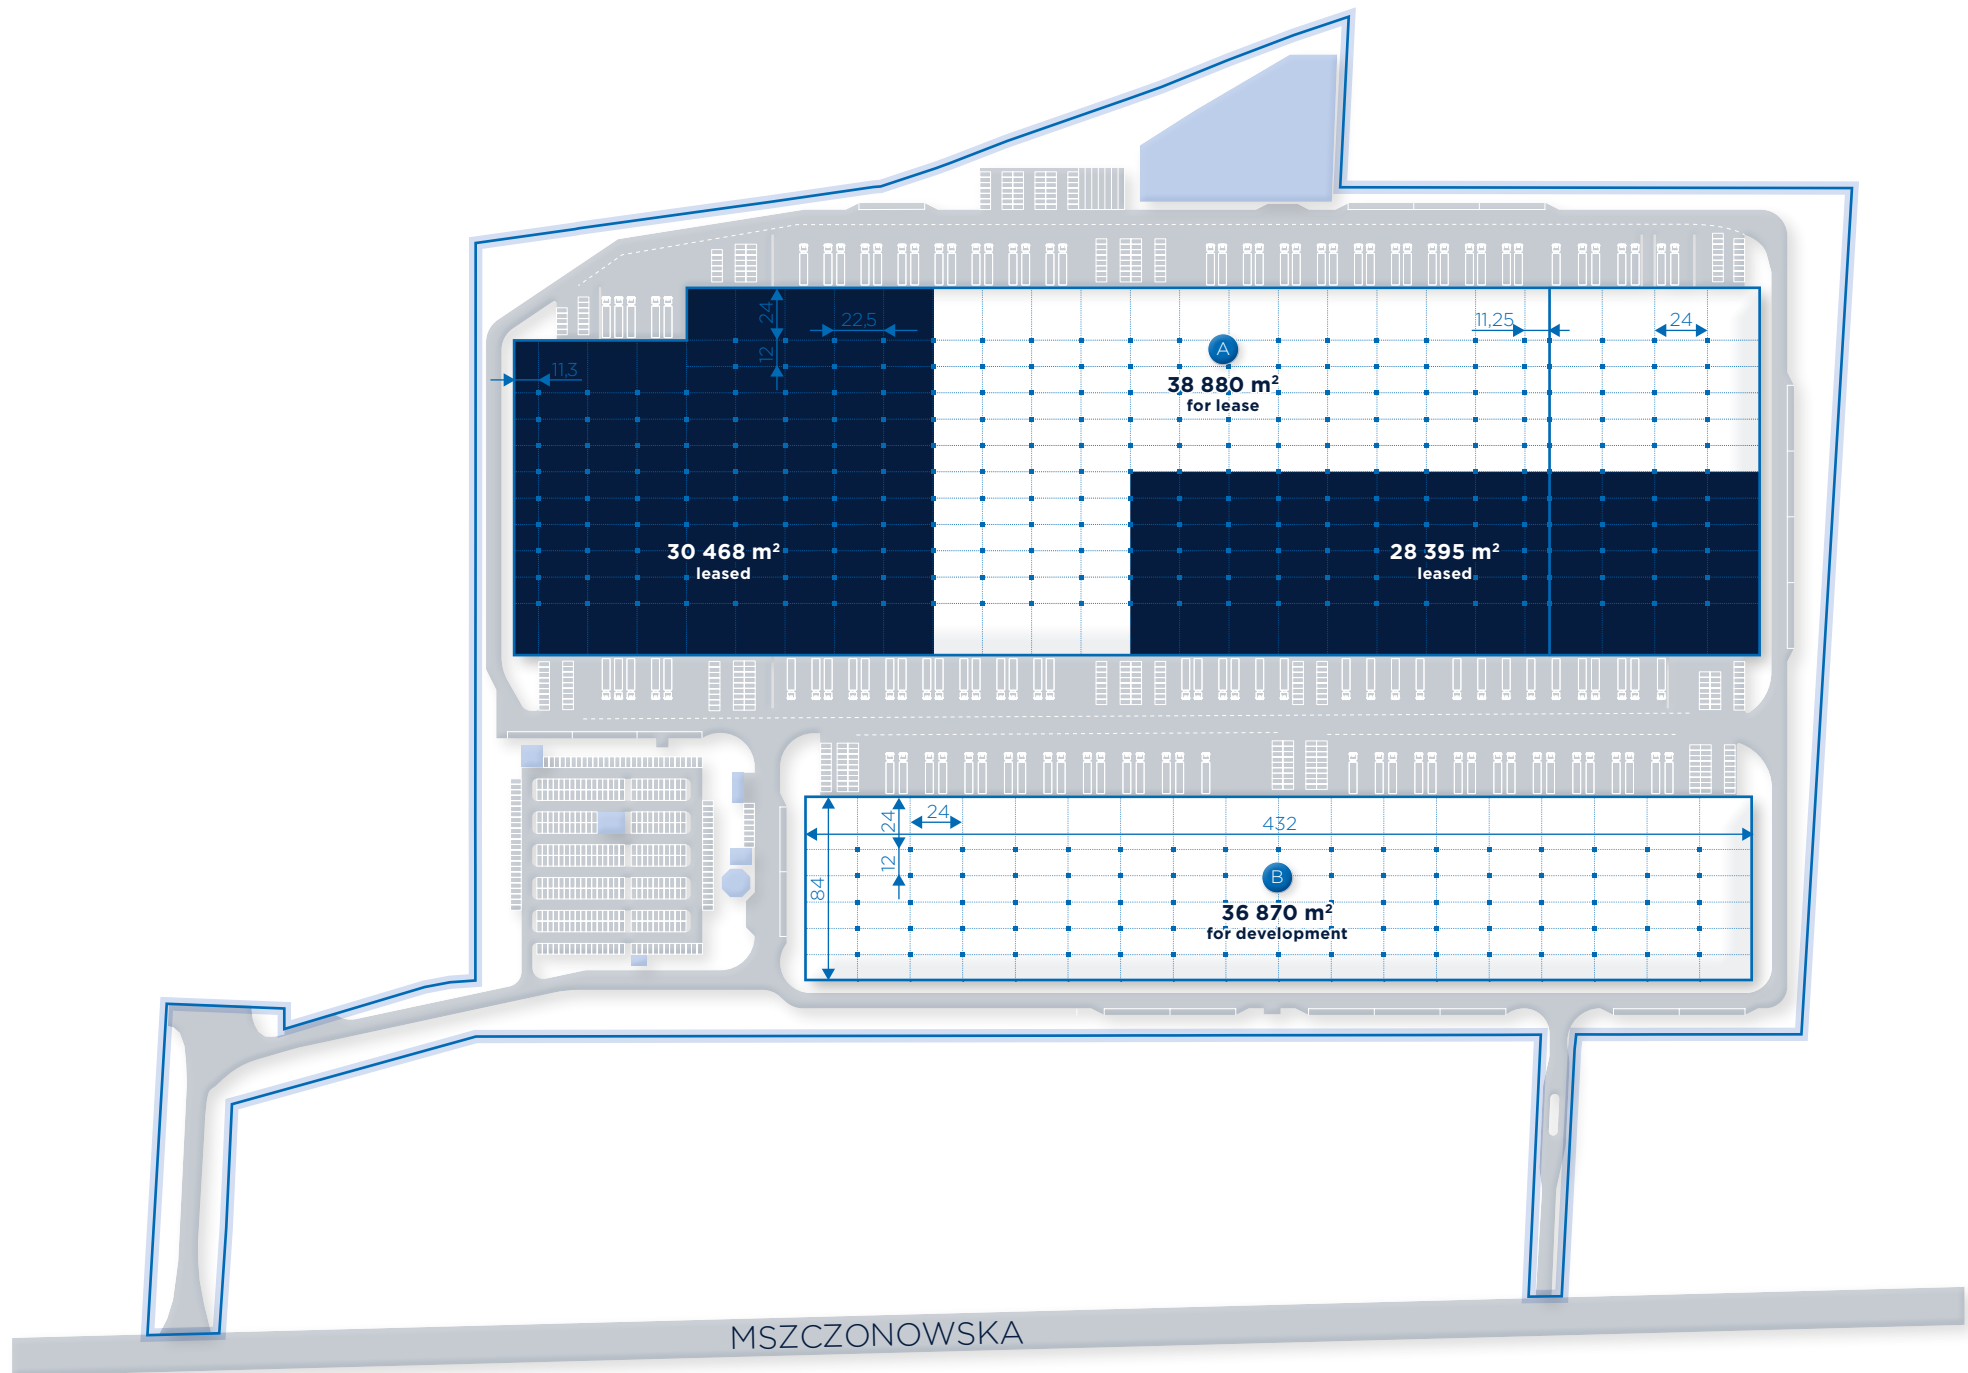 24
22,5
11,25
24
12
11,3
A
38 880 m²
for lease
30 468 m²
leased
28 395 m²
leased
24
24
432
12
84
B
36 870 m²
for development
MSZCZONOWSKA